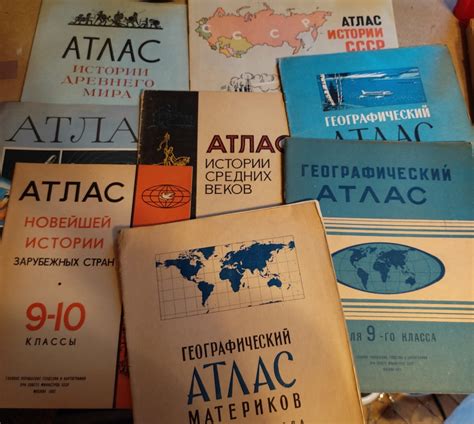 АТЛАС
ИСТОРИИ
ДРЕВНЕГО
МИРА
СССР
АТЛАС
ИСТОРИИ
СССР
АТЛА
АТЛАС
ИСТОРИИ
СРЕДНИХ
ВЕКОВ
ГЕОГРАФИЧЕСКИЙ
АТЛАС
АТЛАС
НОВЕЙШЕЙ
ИСТОРИИ
ЗАРУБЕЖНЫХ СТРАН
9-10
КЛАССЫ
ГЕОГРАФИЧЕСКИЙ
АТЛАС
ДЛЯ 9-ГО КЛАССА
ГЕОГРАФИЧЕСКИЙ
АТЛАС
МАТЕРИКОВ